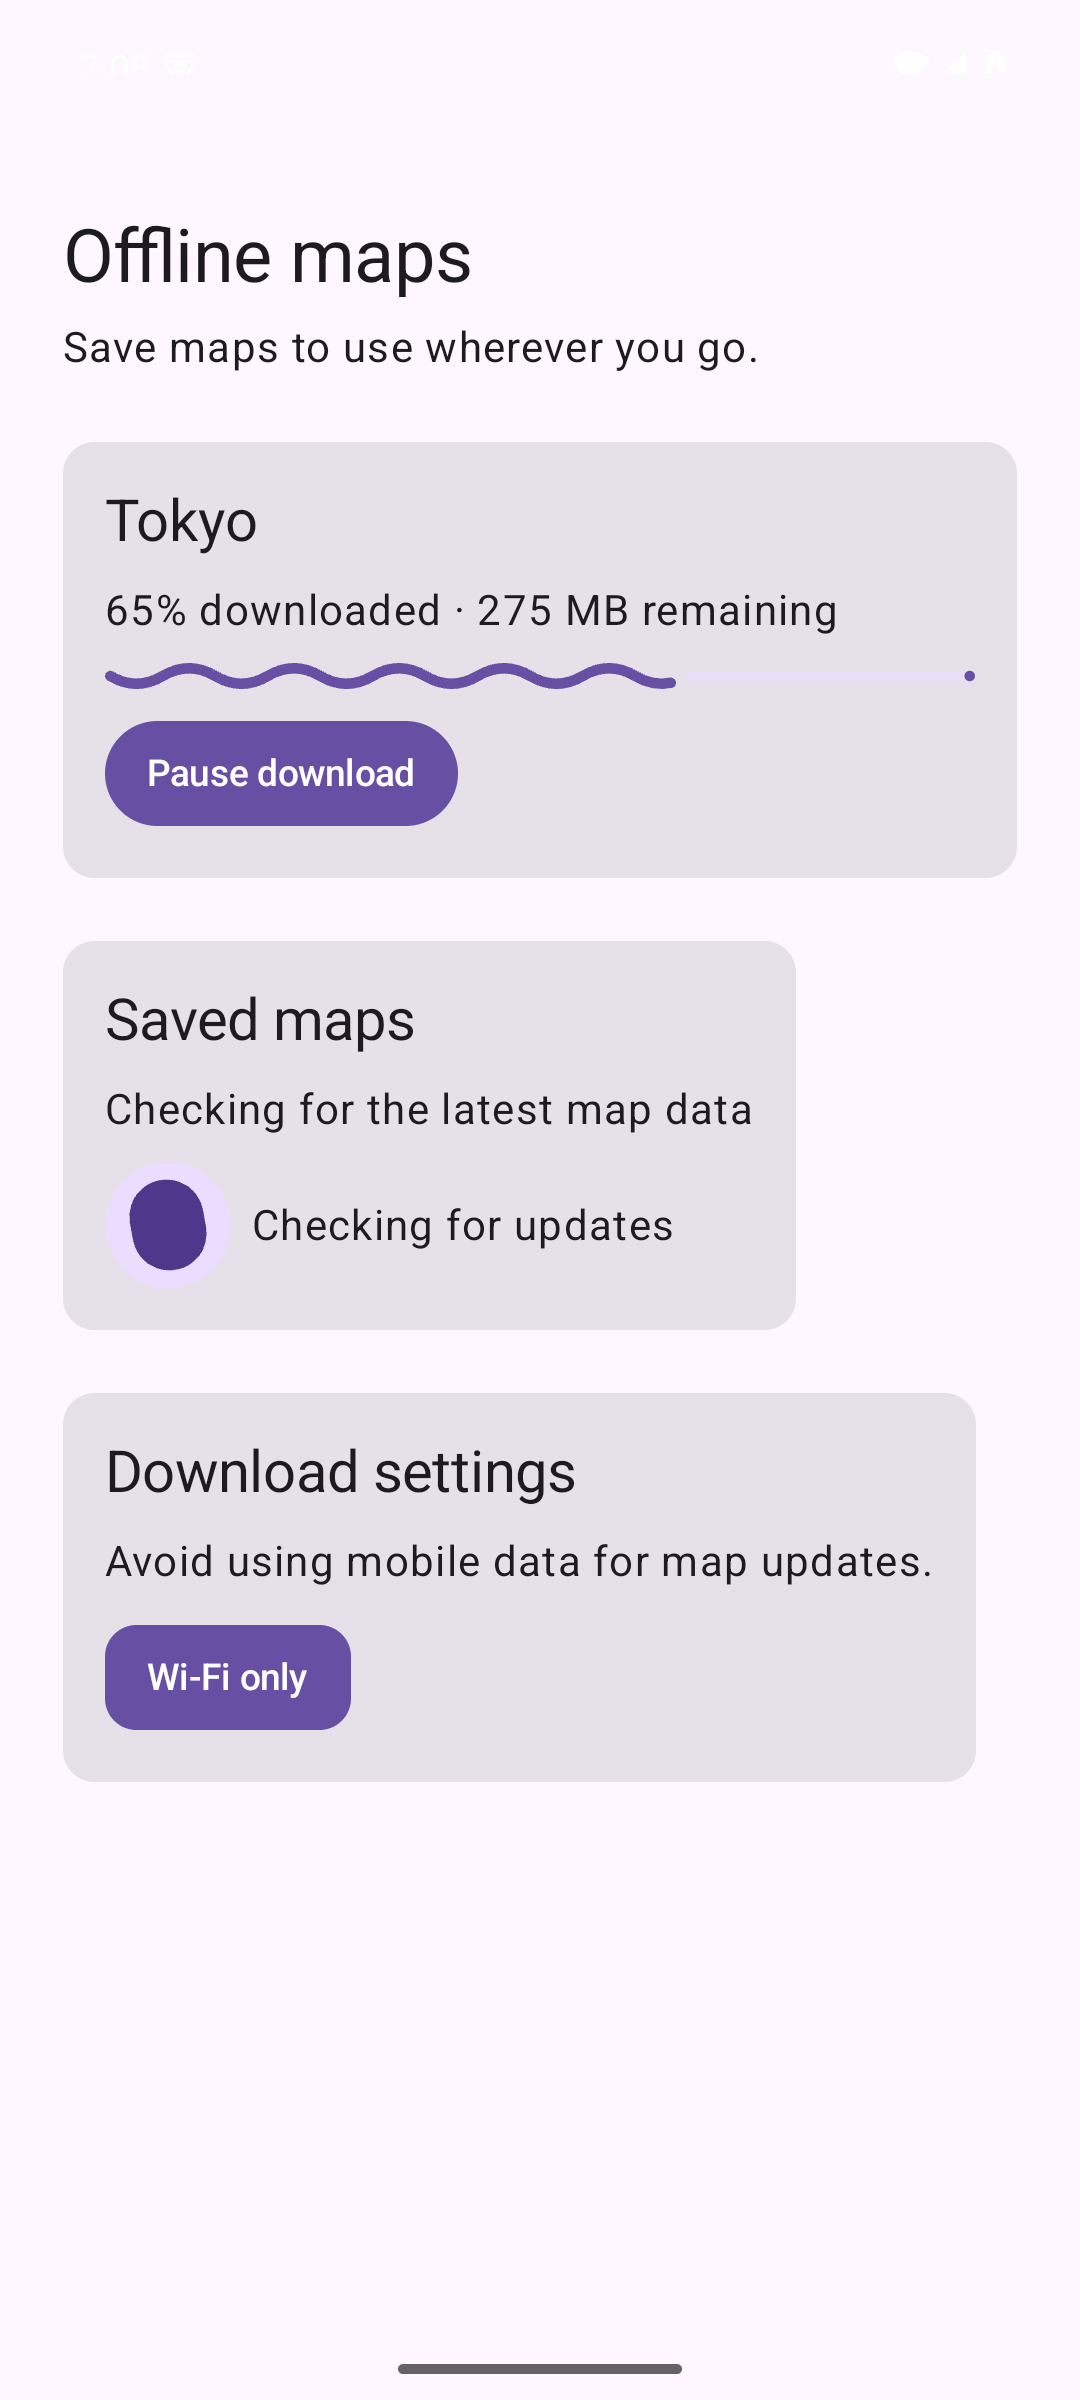 7:08
Offline maps
Save maps to use wherever you go.
Tokyo
65% downloaded · 275 MB remaining
Pause download
Saved maps
Checking for the latest map data
Checking for updates
Download settings
Avoid using mobile data for map updates.
Wi-Fi only